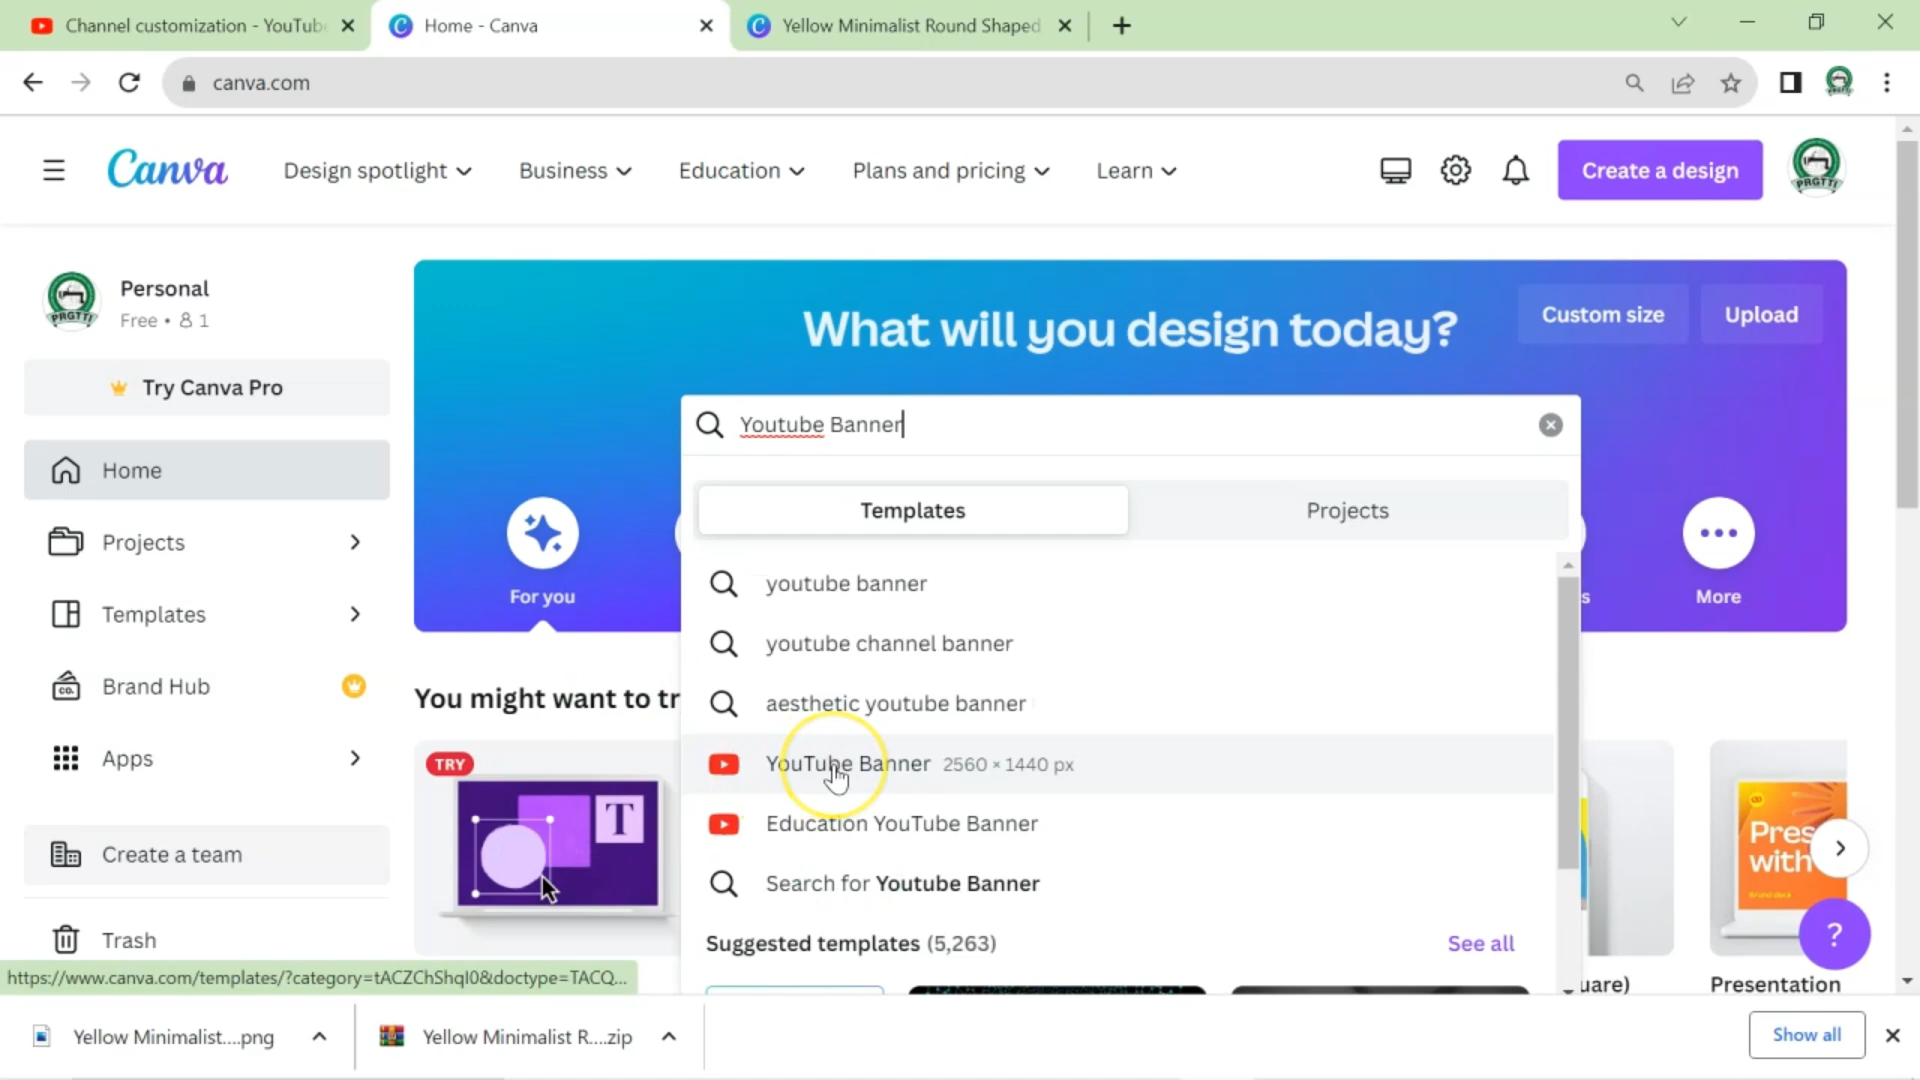 Channel customization - YouTub
Home - Canva
Yellow Minimalist Round Shaped
canva.com
Canva
Design spotlight
Business
Education
Plans and pricing
Learn
Create a design
PRGTTI
Personal
Free • 1
Try Canva Pro
Home
Projects
Templates
Brand Hub
CO.
Apps
Create a team
Trash
What will you design today?
Custom size
Upload
Youtube Banner
Templates
Projects
youtube banner
youtube channel banner
aesthetic youtube banner
YouTube Banner 2560 × 1440 px
Education YouTube Banner
Search for Youtube Banner
Suggested templates (5,263)
See all
For you
s
More
You might want to tr
TRY
T
Pres
with
?
uare)
Presentation
https://www.canva.com/templates/?category=tACZChShqI0&doctype=TACQ...
Yellow Minimalist....png
Yellow Minimalist R....zip
Show all